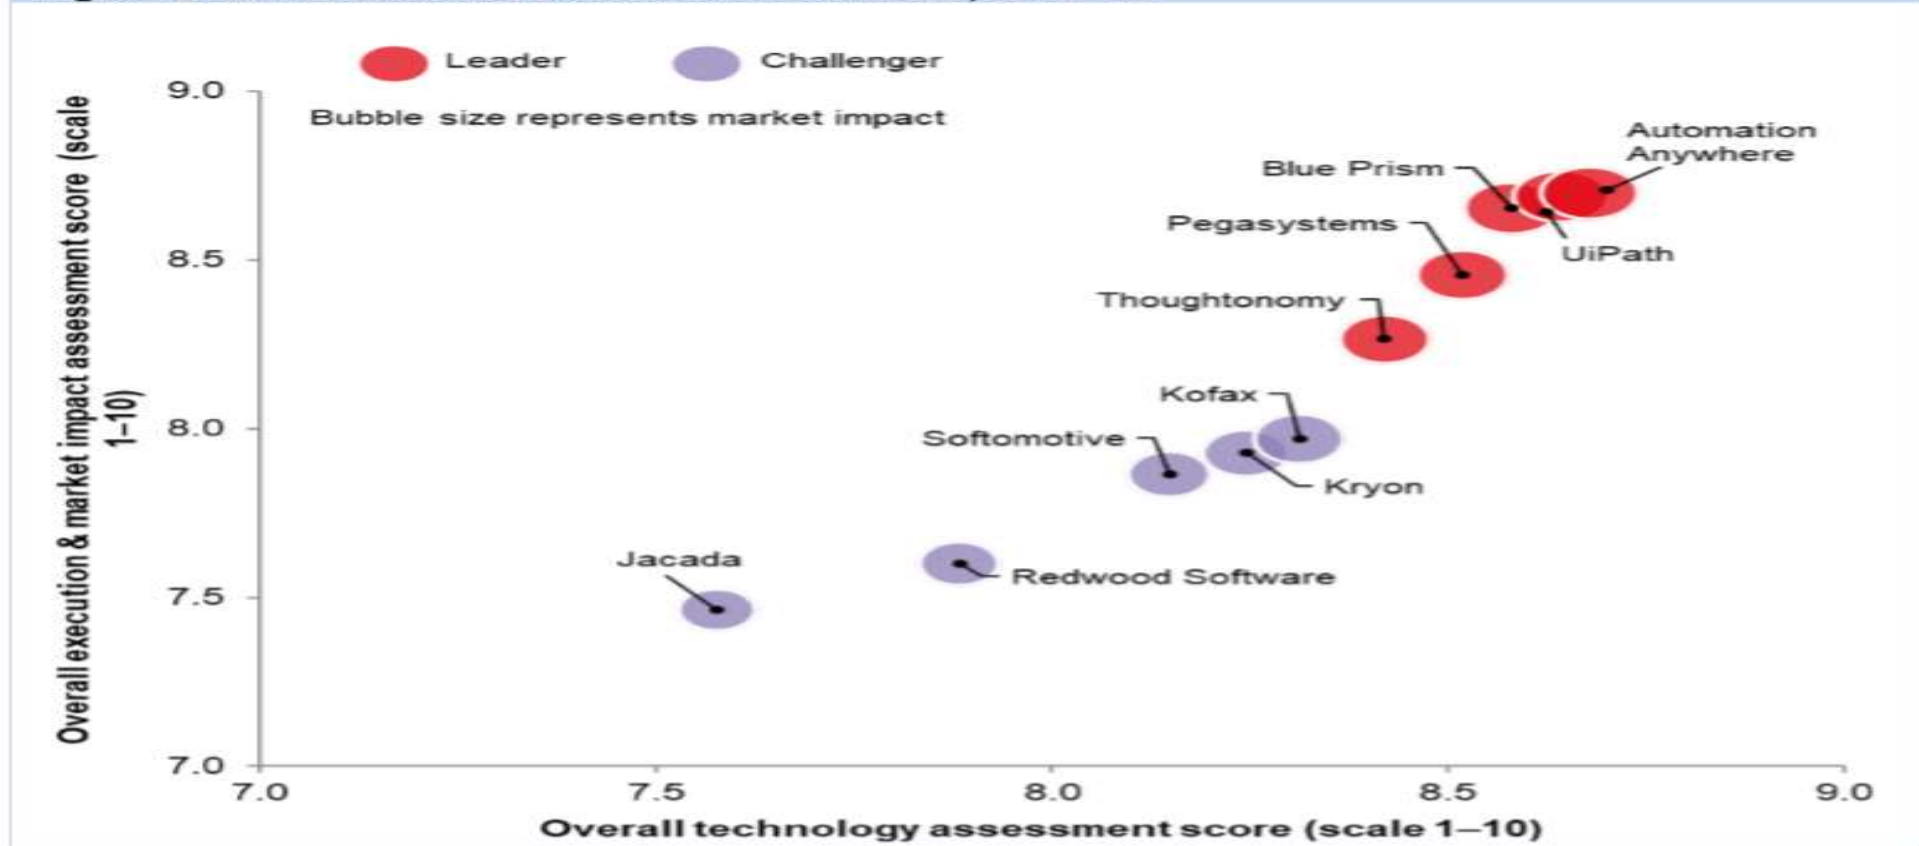 Leader
Challenger
Bubble size represents market impact
Overall execution & market impact assessment score (scale
1–10)
9.0
8.5
8.0
7.5
7.0
Automation
Anywhere
Blue Prism
Pegasystems
UiPath
Thoughtonomy
Kofax
Softomotive
Kryon
Jacada
Redwood Software
7.0
7.5
8.0
8.5
9.0
Overall technology assessment score (scale 1–10)